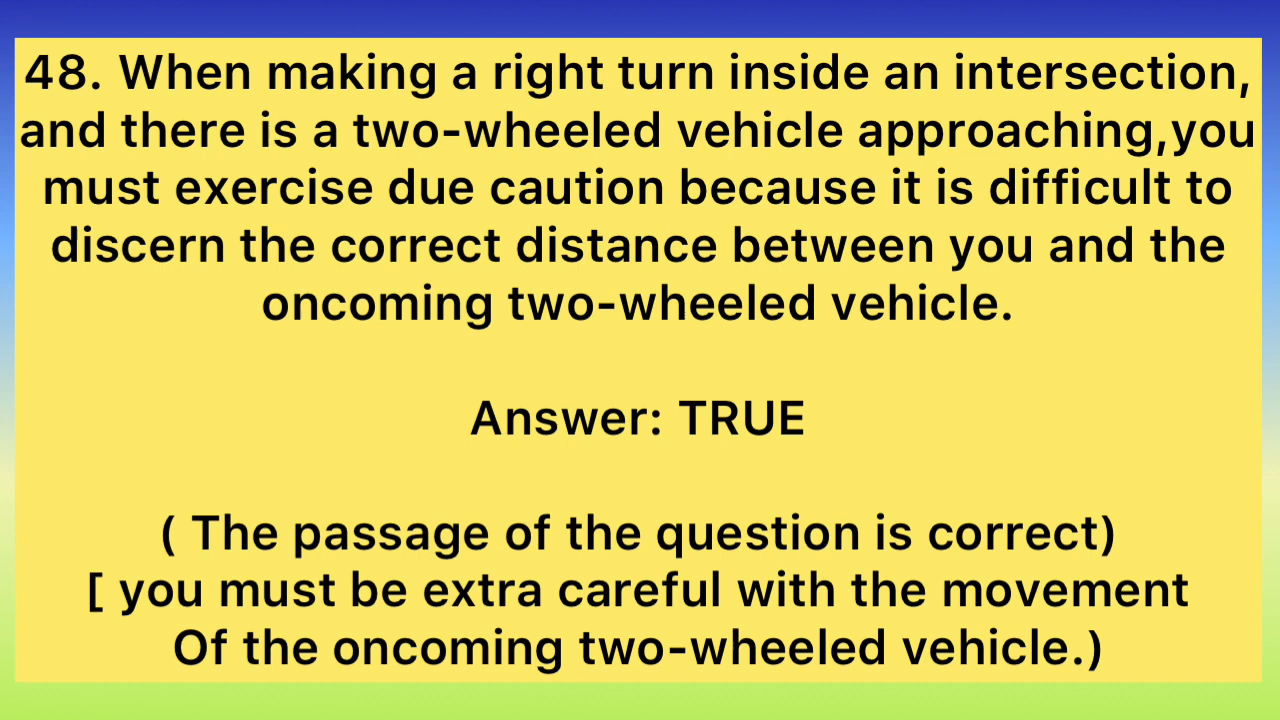 48. When making a right turn inside an intersection,
and there is a two-wheeled vehicle approaching,you
must exercise due caution because it is difficult to
discern the correct distance between you and the
oncoming two-wheeled vehicle.
Answer: TRUE
( The passage of the question is correct)
[ you must be extra careful with the movement
Of the oncoming two-wheeled vehicle.)